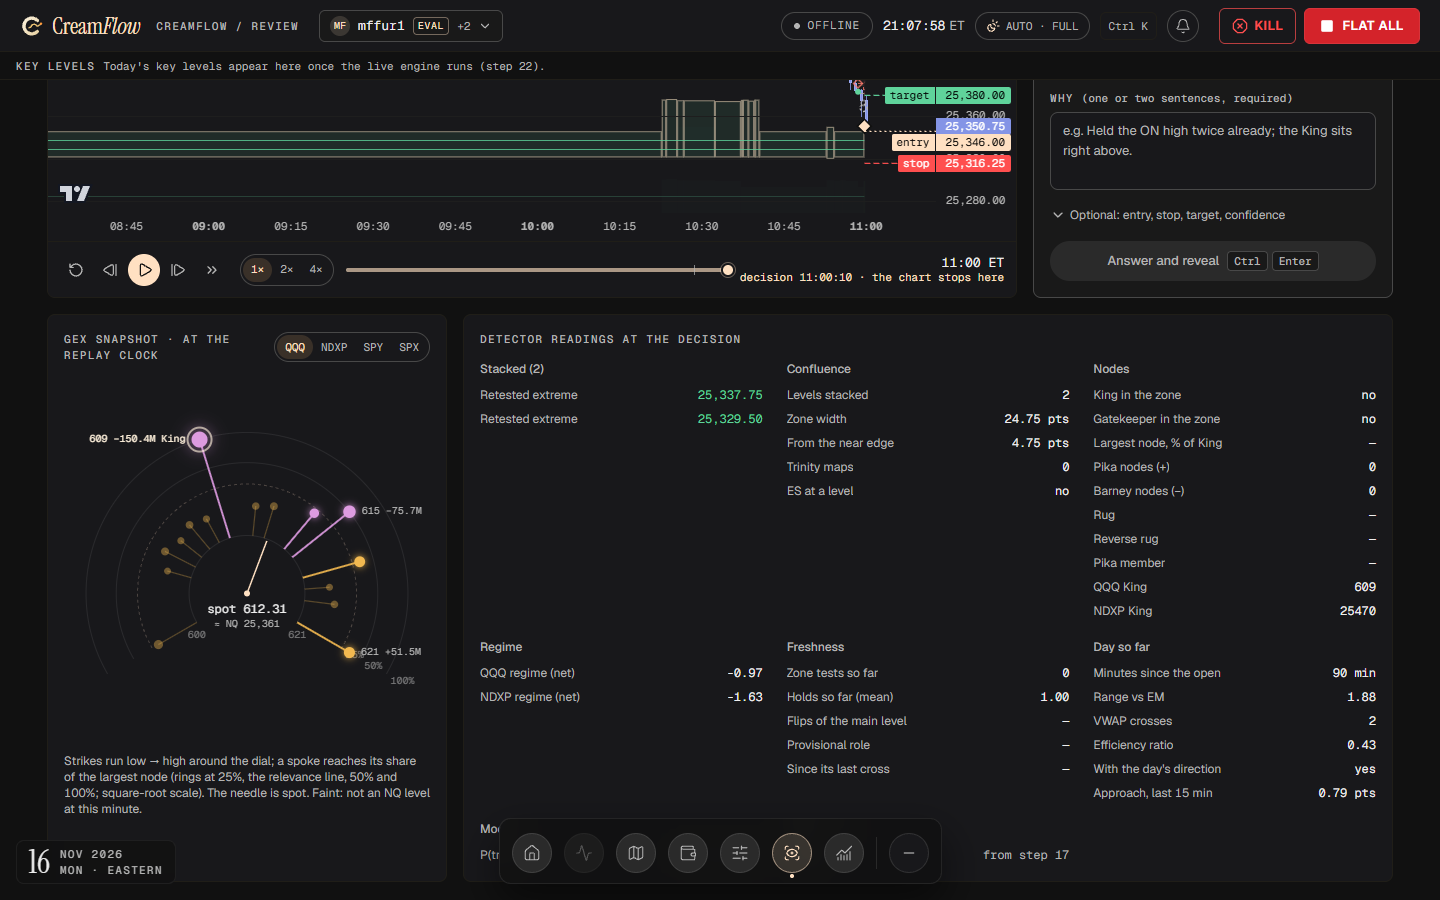 CreamFlow
CREAMFLOW / REVIEW
MF mffur1 EVAL +2
OFFLINE
21:07:58 ET
AUTO · FULL
Ctrl K
KILL
FLAT ALL
KEY LEVELS Today's key levels appear here once the live engine runs (step 22).
target 25,380.00
25,360.00
25,350.75
entry 25,346.00
stop 25,316.25
25,280.00
08:45 09:00 09:15 09:30 09:45 10:00 10:15 10:30 10:45 11:00
1× 2× 4×
11:00 ET
decision 11:00:10 · the chart stops here
WHY (one or two sentences, required)
e.g. Held the ON high twice already; the King sits
right above.
Optional: entry, stop, target, confidence
Answer and reveal Ctrl Enter
GEX SNAPSHOT · AT THE
REPLAY CLOCK
QQQ NDXP SPY SPX
609 −150.4M King
615 −75.7M
spot 612.31
≈ NQ 25,361
600 621
621 +51.5M
50%
100%
Strikes run low → high around the dial; a spoke reaches its share
of the largest node (rings at 25%, the relevance line, 50% and
100%; square-root scale). The needle is spot. Faint: not an NQ level
at this minute.
DETECTOR READINGS AT THE DECISION
Stacked (2)
Retested extreme 25,337.75
Retested extreme 25,329.50
Confluence
Levels stacked 2
Zone width 24.75 pts
From the near edge 4.75 pts
Trinity maps 0
ES at a level no
Nodes
King in the zone no
Gatekeeper in the zone no
Largest node, % of King –
Pika nodes (+) 0
Barney nodes (−) 0
Rug –
Reverse rug –
Pika member –
QQQ King 609
NDXP King 25470
Regime
QQQ regime (net) −0.97
NDXP regime (net) −1.63
Freshness
Zone tests so far 0
Holds so far (mean) 1.00
Flips of the main level –
Provisional role –
Since its last cross –
Day so far
Minutes since the open 90 min
Range vs EM 1.88
VWAP crosses 2
Efficiency ratio 0.43
With the day's direction yes
Approach, last 15 min 0.79 pts
from step 17
16 NOV 2026
MON · EASTERN